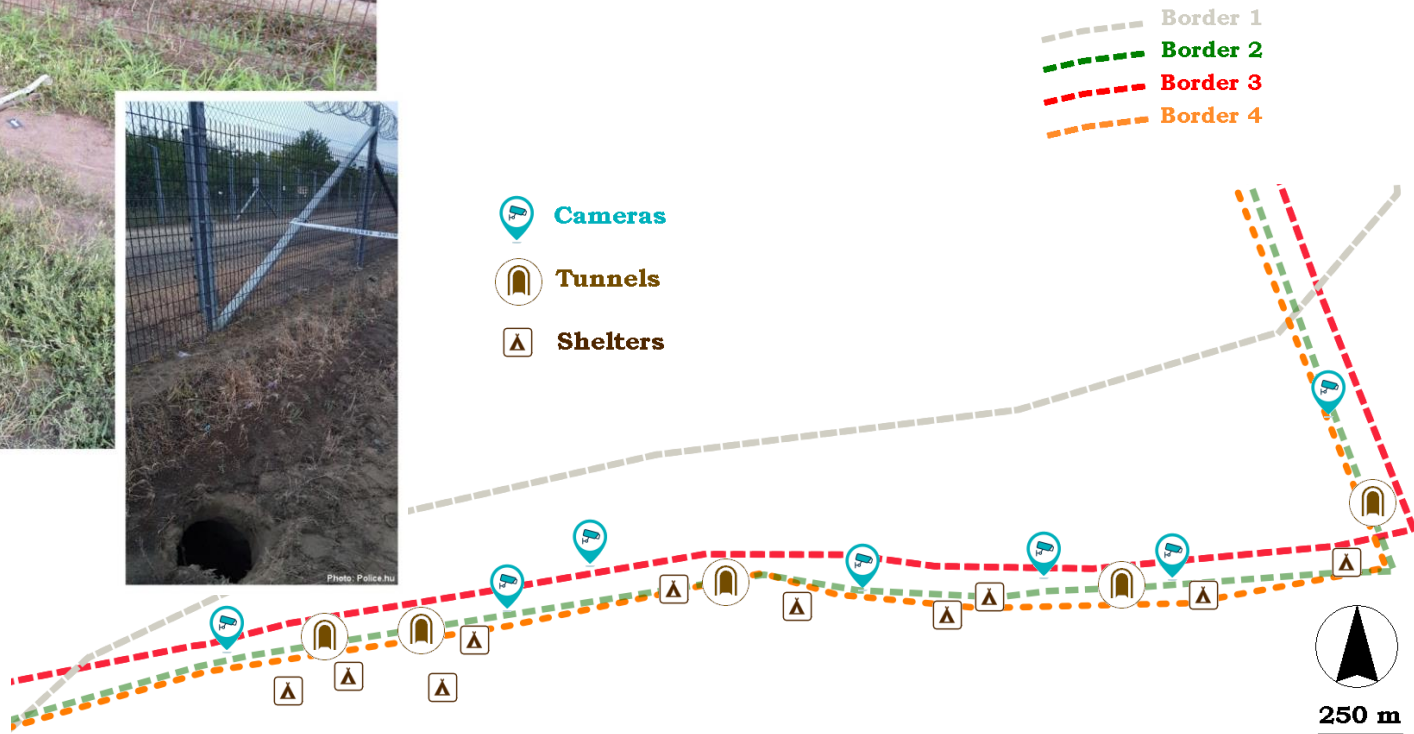 Border 1
Border 2
Border 3
Border 4
Cameras
Tunnels
Shelters
Photo: Police.hu
250 m